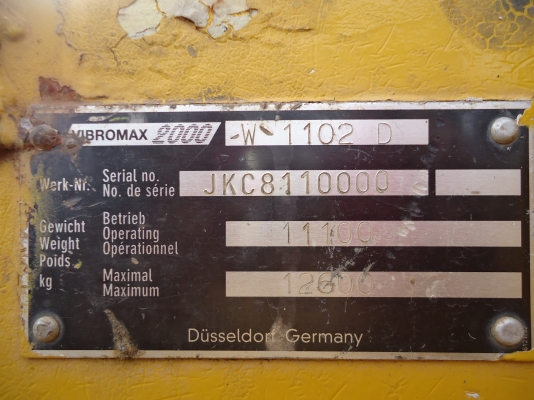 VIBROMAX 2000 W 1102 D
Werk-Nr. Serial no. No. de série JKC8110000
Gewicht Weight Poids kg
Betrieb Operating Opérationnel 11100
Maximal Maximum
Düsseldorf-Germany